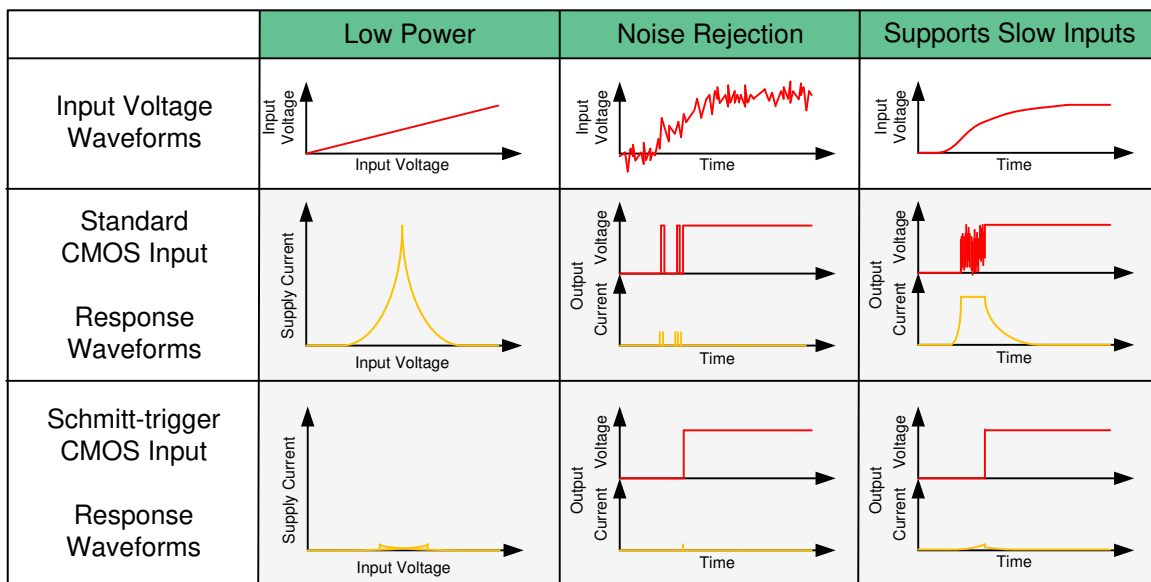 Low Power
Noise Rejection
Supports Slow Inputs
Input Voltage
Waveforms
Input
Voltage
Input Voltage
Input
Voltage
Time
Input
Voltage
Time
Standard
CMOS Input
Response
Waveforms
Supply Current
Input Voltage
Output
Voltage
Current
Time
Output
Voltage
Current
Time
Schmitt-trigger
CMOS Input
Response
Waveforms
Supply Current
Input Voltage
Output
Voltage
Current
Time
Output
Voltage
Current
Time